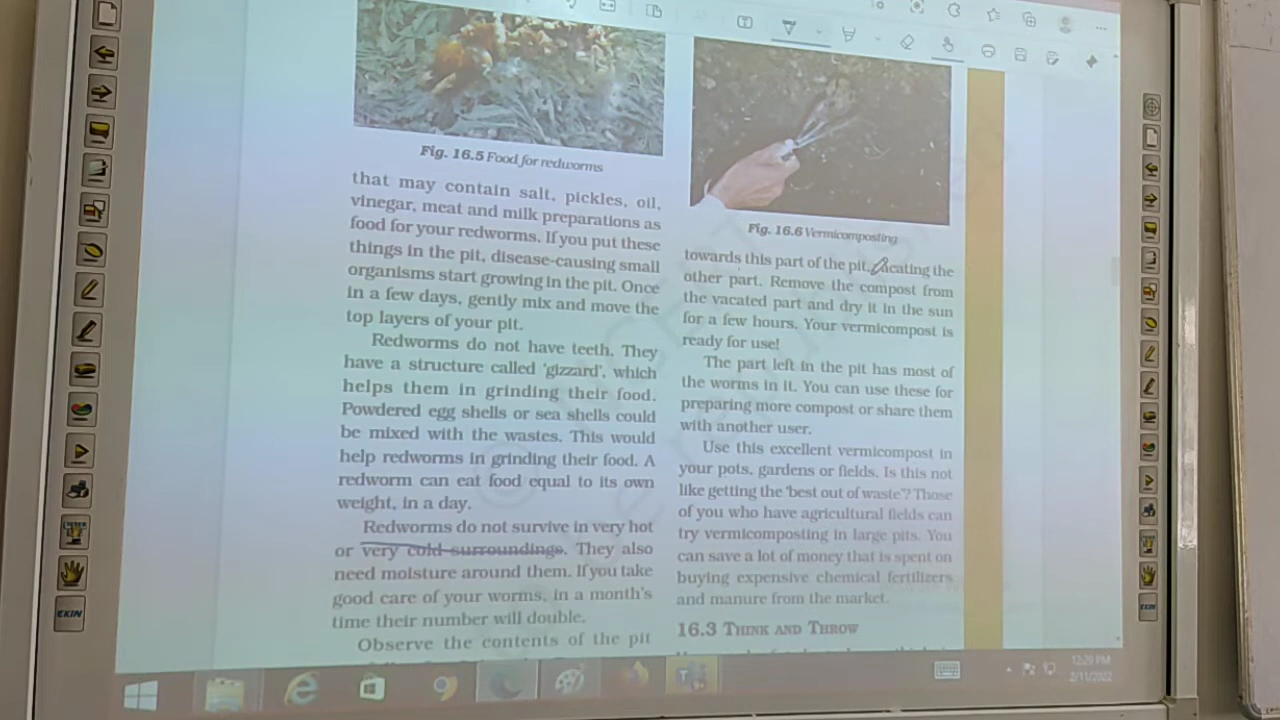 Fig. 16.5 Food for redworms
that may contain salt, pickles, oil,
vinegar, meat and milk preparations as
food for your redworms. If you put these
things in the pit, disease-causing small
organisms start growing in the pit. Once
in a few days, gently mix and move the
top layers of your pit.
Redworms do not have teeth. They
have a structure called 'gizzard', which
helps them in grinding their food.
Powdered egg shells or sea shells could
be mixed with the wastes. This would
help redworms in grinding their food. A
redworm can eat food equal to its own
weight, in a day.
Redworms do not survive in very hot
or very cold surroundings. They also
need moisture around them. If you take
good care of your worms, in a month's
time their number will double.
Observe the contents of the pit
Fig. 16.6 Vermicomposting
towards this part of the pit, the
other part. Remove the compost from
the vacated part and dry it in the sun
for a few hours. Your vermicompost is
ready for use!
The part left in the pit has most of
the worms in it. You can use these for
preparing more compost or share them
with another user.
Use this excellent vermicompost in
your pots, gardens or fields. Is this not
like getting the 'best out of waste'? Those
of you who have agricultural fields can
try vermicomposting in large pits. You
can save a lot of money that is spent on
buying expensive chemical fertilizers
and manure from the market.
16.3 THINK AND THROW
EKIN
12:29 PM
2/11/2022